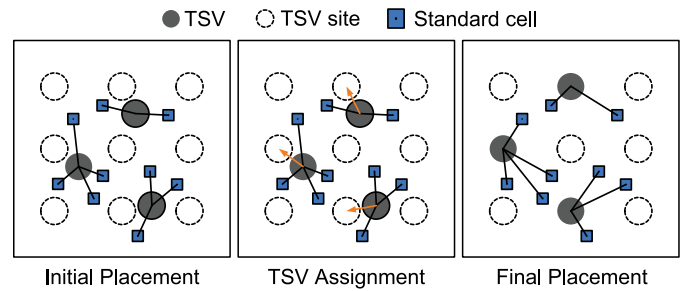 TSV TSV site Standard cell
Initial Placement TSV Assignment Final Placement